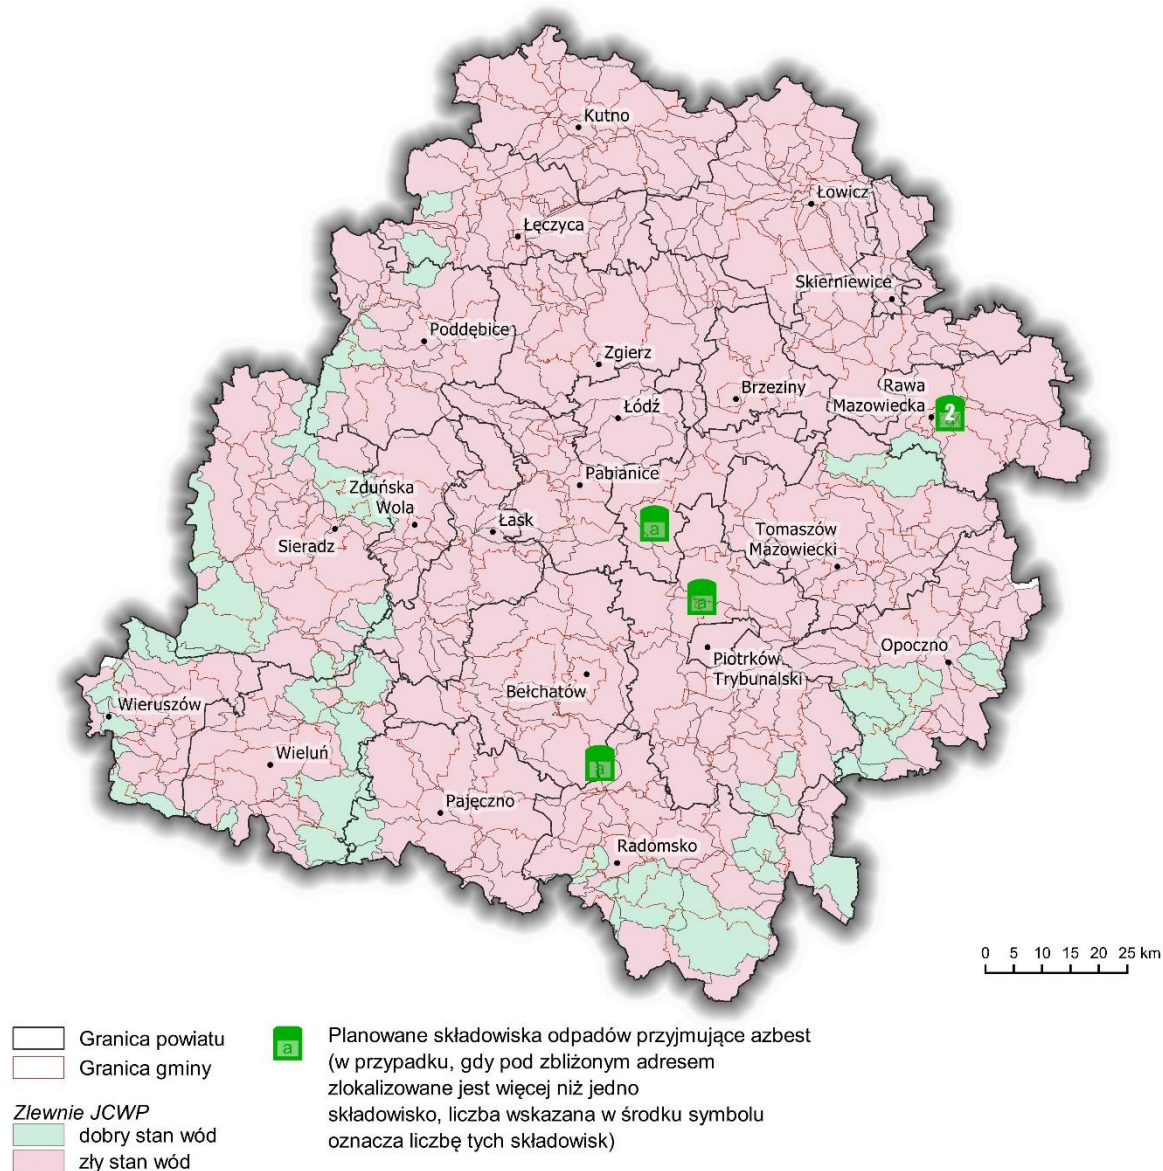 Kutno
Łowicz
Łęczyca
Skierniewice
Poddębice
Zgierz
Brzeziny
Rawa
Mazowiecka
2
Łódź
Pabianice
Zduńska
Wola
Łask
a
Tomaszów
Mazowiecki
Sieradz
a
Opoczno
Piotrków
Trybunalski
Bełchatów
Wieruszów
Wieluń
a
Pajęczno
Radomsko
0 5 10 15 20 25 km
Granica powiatu
Granica gminy
Zlewnie JCWP
dobry stan wód
zły stan wód
a
Planowane składowiska odpadów przyjmujące azbest
(w przypadku, gdy pod zbliżonym adresem
zlokalizowane jest więcej niż jedno
składowisko, liczba wskazana w środku symbolu
oznacza liczbę tych składowisk)